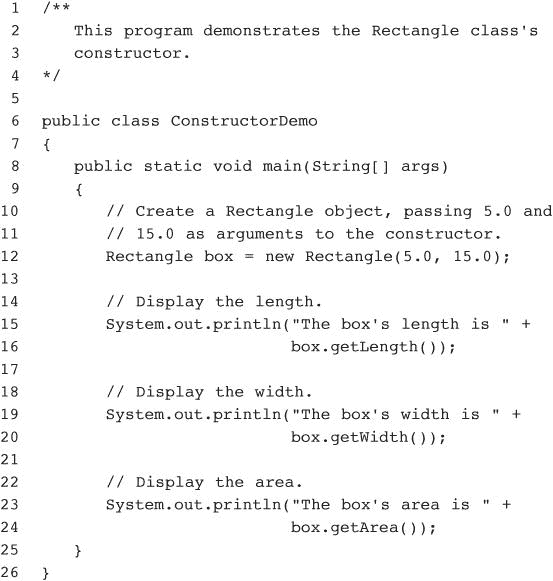 1 /**
2    This program demonstrates the Rectangle class's
3    constructor.
4 */
5
6 public class ConstructorDemo
7 {
8    public static void main(String[] args)
9    {
10       // Create a Rectangle object, passing 5.0 and
11       // 15.0 as arguments to the constructor.
12       Rectangle box = new Rectangle(5.0, 15.0);
13
14       // Display the length.
15       System.out.println("The box's length is " +
16                          box.getLength());
17
18       // Display the width.
19       System.out.println("The box's width is " +
20                          box.getWidth());
21
22       // Display the area.
23       System.out.println("The box's area is " +
24                          box.getArea());
25    }
26 }